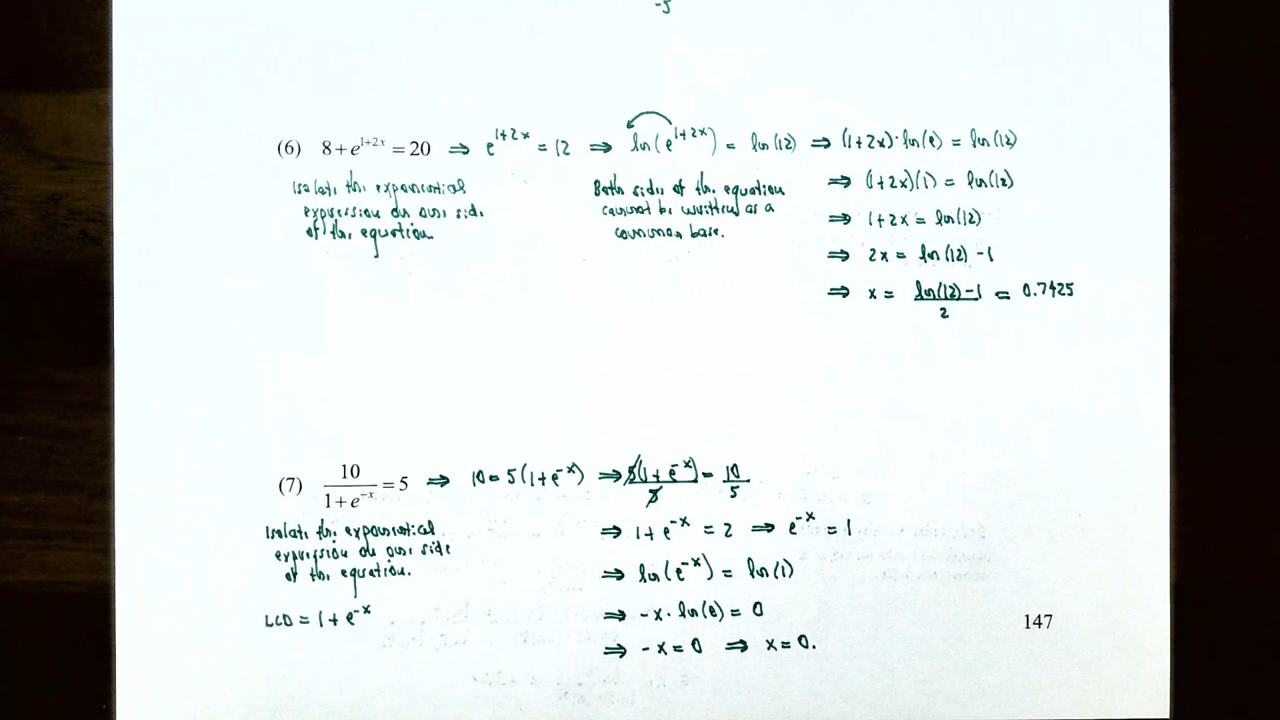 -5
(6) 8+e^{1+2x} = 20 ⇒ e^{1+2x} = 12 ⇒ ln(e^{1+2x}) = ln(12) ⇒ (1+2x)·ln(e) = ln(12)
Isolate the exponential
expression on one side
of the equation.
Both sides of the equation
cannot be written as a
common base.
⇒ (1+2x)(1) = ln(12)
⇒ 1+2x = ln(12)
⇒ 2x = ln(12) -1
⇒ x = \frac{ln(12)-1}{2} = 0.7425
(7) \frac{10}{1+e^{-x}} = 5 ⇒ 10 = 5(1+e^{-x}) ⇒ \frac{5(1+e^{-x})}{5} = \frac{10}{5}
Isolate the exponential
expression on one side
of the equation.
LCD = 1+e^{-x}
⇒ 1+e^{-x} = 2 ⇒ e^{-x} = 1
⇒ ln(e^{-x}) = ln(1)
⇒ -x·ln(e) = 0
⇒ -x = 0 ⇒ x = 0.
147